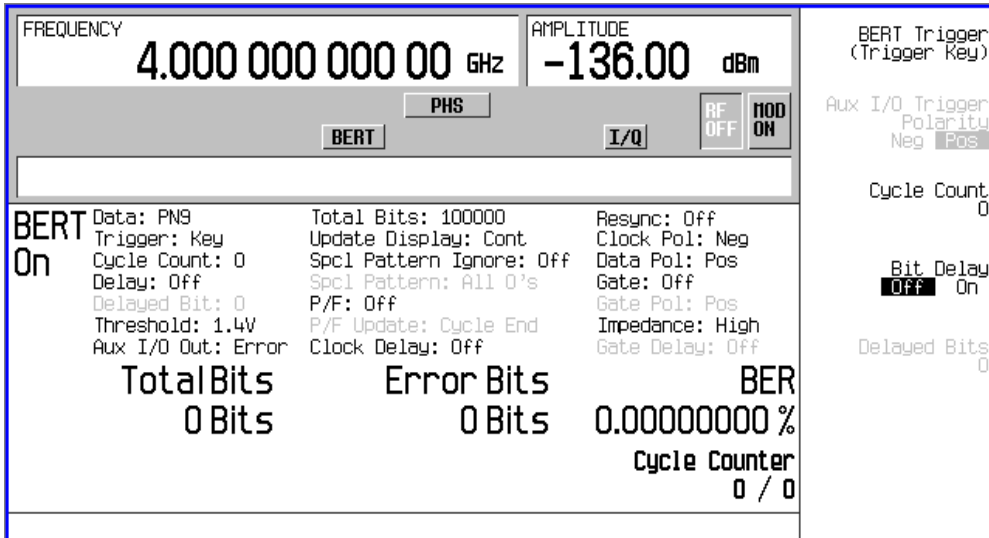 FREQUENCY
4.000 000 000 00 GHz
AMPLITUDE
-136.00 dBm
PHS
BERT
I/Q
RF OFF
MOD ON
BERT On
Data: PN9
Trigger: Key
Cycle Count: 0
Delay: Off
Delayed Bit: 0
Threshold: 1.4V
Aux I/O Out: Error
Total Bits: 100000
Update Display: Cont
Spcl Pattern Ignore: Off
Spcl Pattern: All 0's
P/F: Off
P/F Update: Cycle End
Clock Delay: Off
Resync: Off
Clock Pol: Neg
Data Pol: Pos
Gate: Off
Gate Pol: Pos
Impedance: High
Gate Delay: Off
Total Bits
0 Bits
Error Bits
0 Bits
BER
0.00000000 %
Cycle Counter
0 / 0
BERT Trigger
(Trigger Key)
Aux I/O Trigger
Polarity
Neg Pos
Cycle Count
0
Bit Delay
Off On
Delayed Bits
0